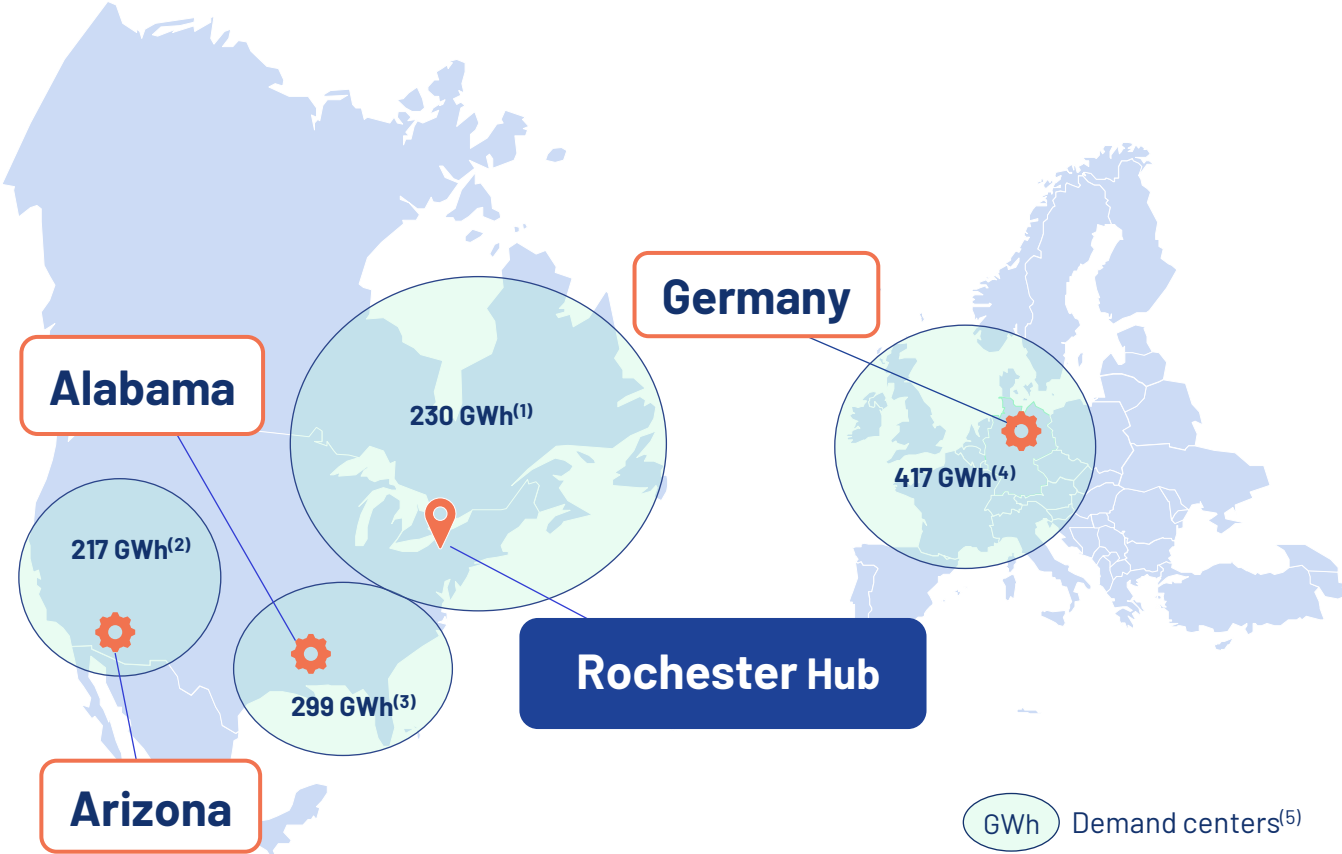 Germany
Alabama
230 GWh(1)
417 GWh(4)
217 GWh(2)
Rochester Hub
299 GWh(3)
Arizona
GWh Demand centers(5)